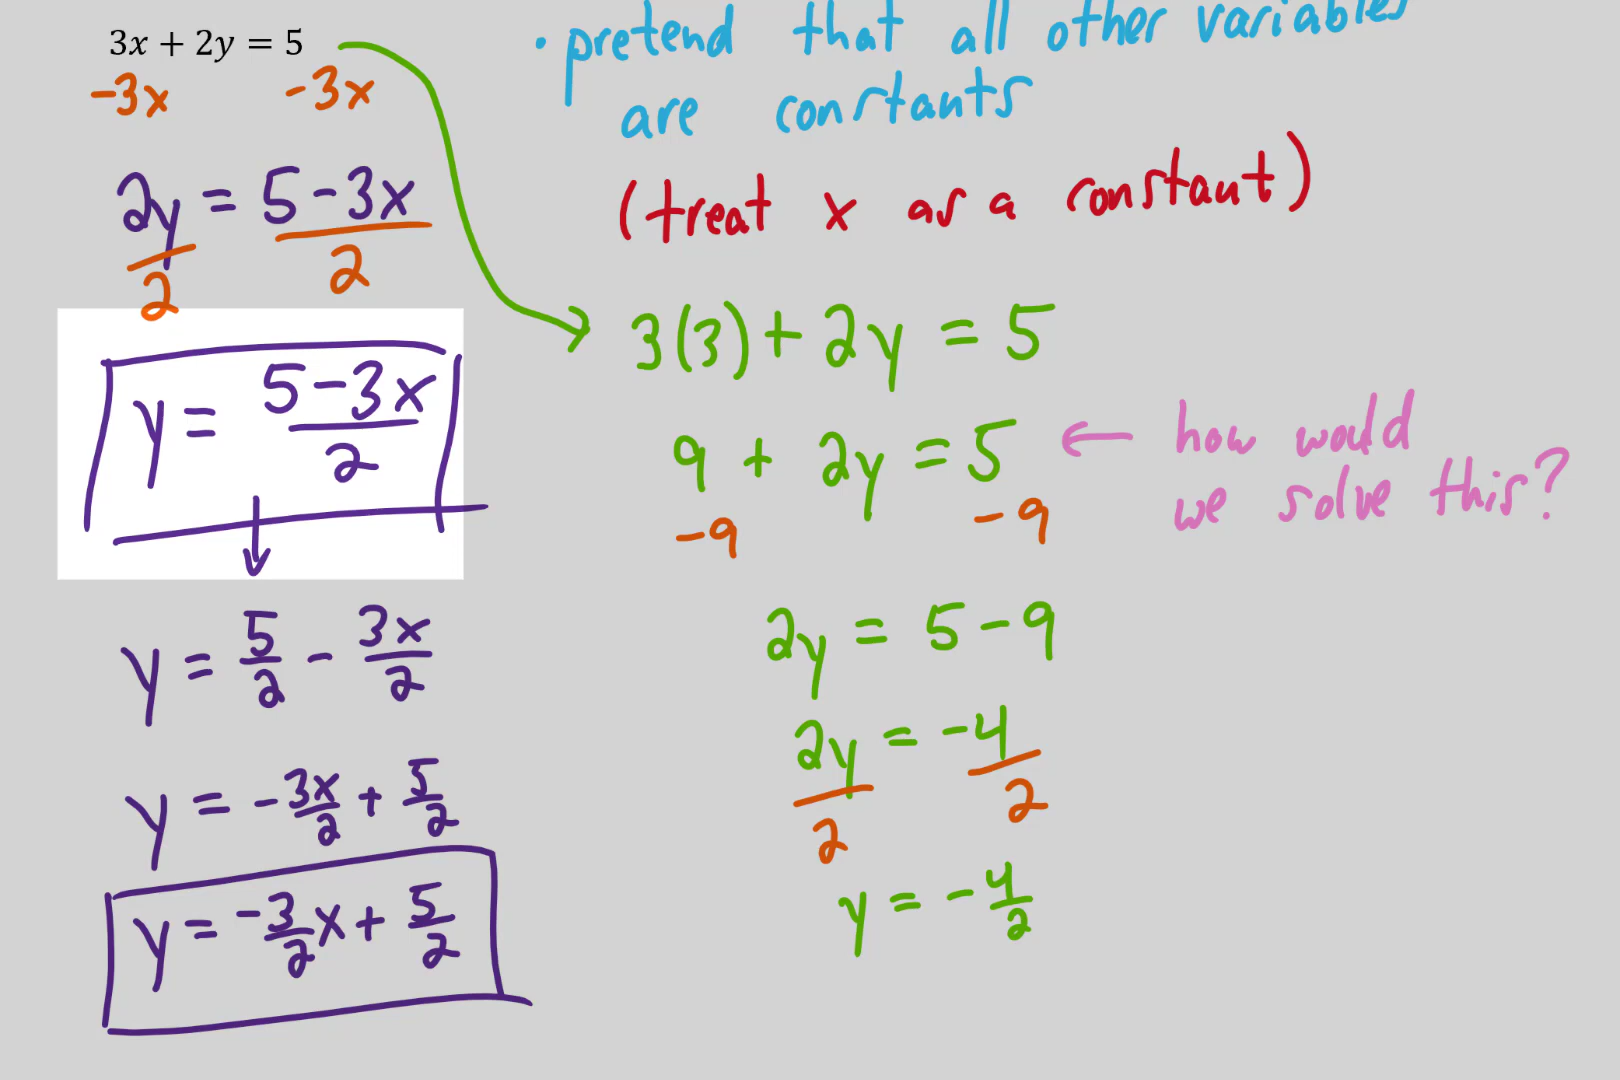 3x + 2y = 5
-3x -3x
2y = 5-3x
2 2
y = 5-3x
2
y = 5/2 - 3x/2
y = -3x/2 + 5/2
y = -3/2 x + 5/2
• pretend that all other variables
are constants
(treat x as a constant)
3(3) + 2y = 5
9 + 2y = 5 ← how would
we solve this?
-9 -9
2y = 5-9
2y = -4
2 2
y = -4/2